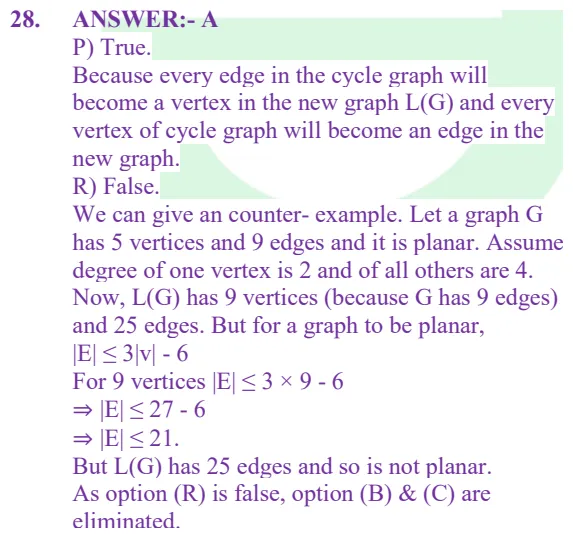 28. ANSWER:- A
P) True.
Because every edge in the cycle graph will
become a vertex in the new graph L(G) and every
vertex of cycle graph will become an edge in the
new graph.
R) False.
We can give an counter- example. Let a graph G
has 5 vertices and 9 edges and it is planar. Assume
degree of one vertex is 2 and of all others are 4.
Now, L(G) has 9 vertices (because G has 9 edges)
and 25 edges. But for a graph to be planar,
|E| ≤ 3|v| - 6
For 9 vertices |E| ≤ 3 × 9 - 6
⇒ |E| ≤ 27 - 6
⇒ |E| ≤ 21.
But L(G) has 25 edges and so is not planar.
As option (R) is false, option (B) & (C) are
eliminated.